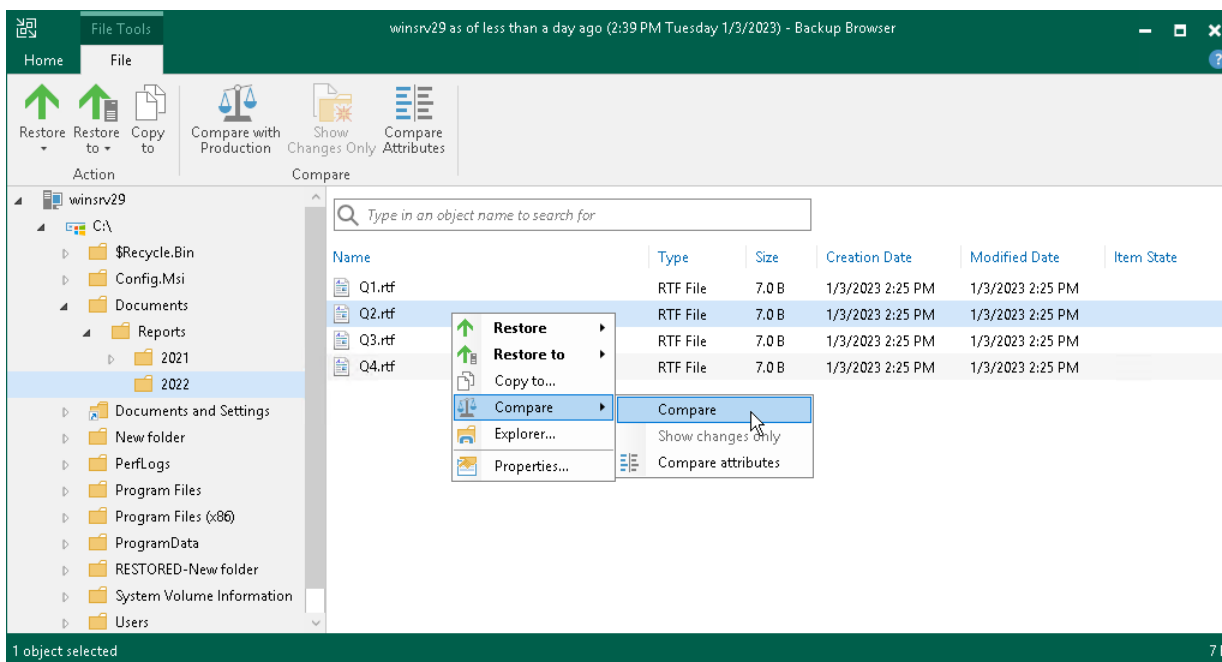 File Tools
winsrv29 as of less than a day ago (2:39 PM Tuesday 1/3/2023) - Backup Browser
Home File
?
Restore Restore to Copy to Compare with Production Show Changes Only Compare Attributes
Action Compare
winsrv29
C:\
$Recycle.Bin
Config.Msi
Documents
Reports
2021
2022
Documents and Settings
New folder
PerfLogs
Program Files
Program Files (x86)
ProgramData
RESTORED-New folder
System Volume Information
Users
Type in an object name to search for
Name Type Size Creation Date Modified Date Item State
Q1.rtf RTF File 7.0 B 1/3/2023 2:25 PM 1/3/2023 2:25 PM
Q2.rtf RTF File 7.0 B 1/3/2023 2:25 PM 1/3/2023 2:25 PM
Q3.rtf RTF File 7.0 B 1/3/2023 2:25 PM 1/3/2023 2:25 PM
Q4.rtf RTF File 7.0 B 1/3/2023 2:25 PM 1/3/2023 2:25 PM
Restore
Restore to
Copy to...
Compare
Explorer...
Properties...
Compare
Show changes only
Compare attributes
1 object selected 7